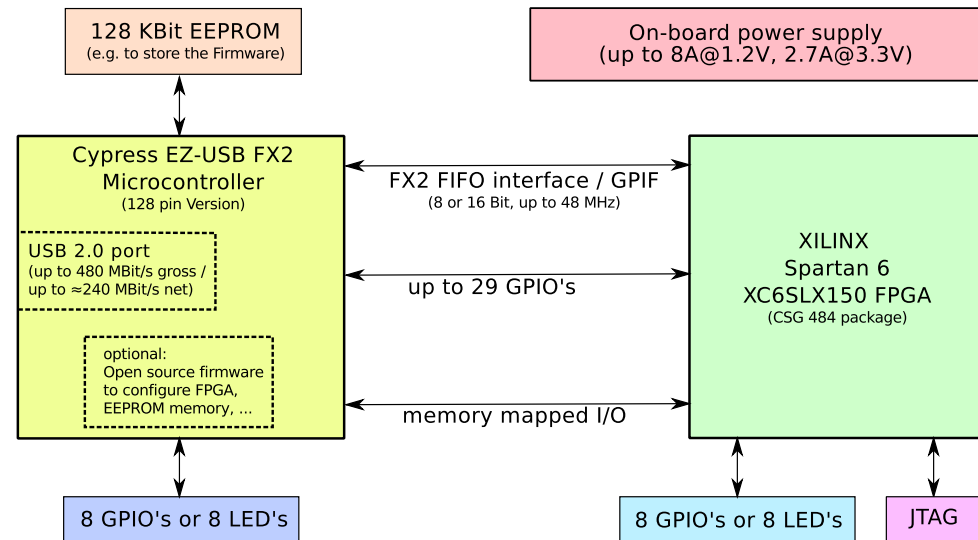 128 KBit EEPROM
(e.g. to store the Firmware)
On-board power supply
(up to 8A@1.2V, 2.7A@3.3V)
Cypress EZ-USB FX2
Microcontroller
(128 pin Version)
USB 2.0 port
(up to 480 MBit/s gross /
up to ≈240 MBit/s net)
optional:
Open source firmware
to configure FPGA,
EEPROM memory, ...
FX2 FIFO interface / GPIF
(8 or 16 Bit, up to 48 MHz)
up to 29 GPIO's
memory mapped I/O
XILINX
Spartan 6
XC6SLX150 FPGA
(CSG 484 package)
8 GPIO's or 8 LED's
8 GPIO's or 8 LED's
JTAG